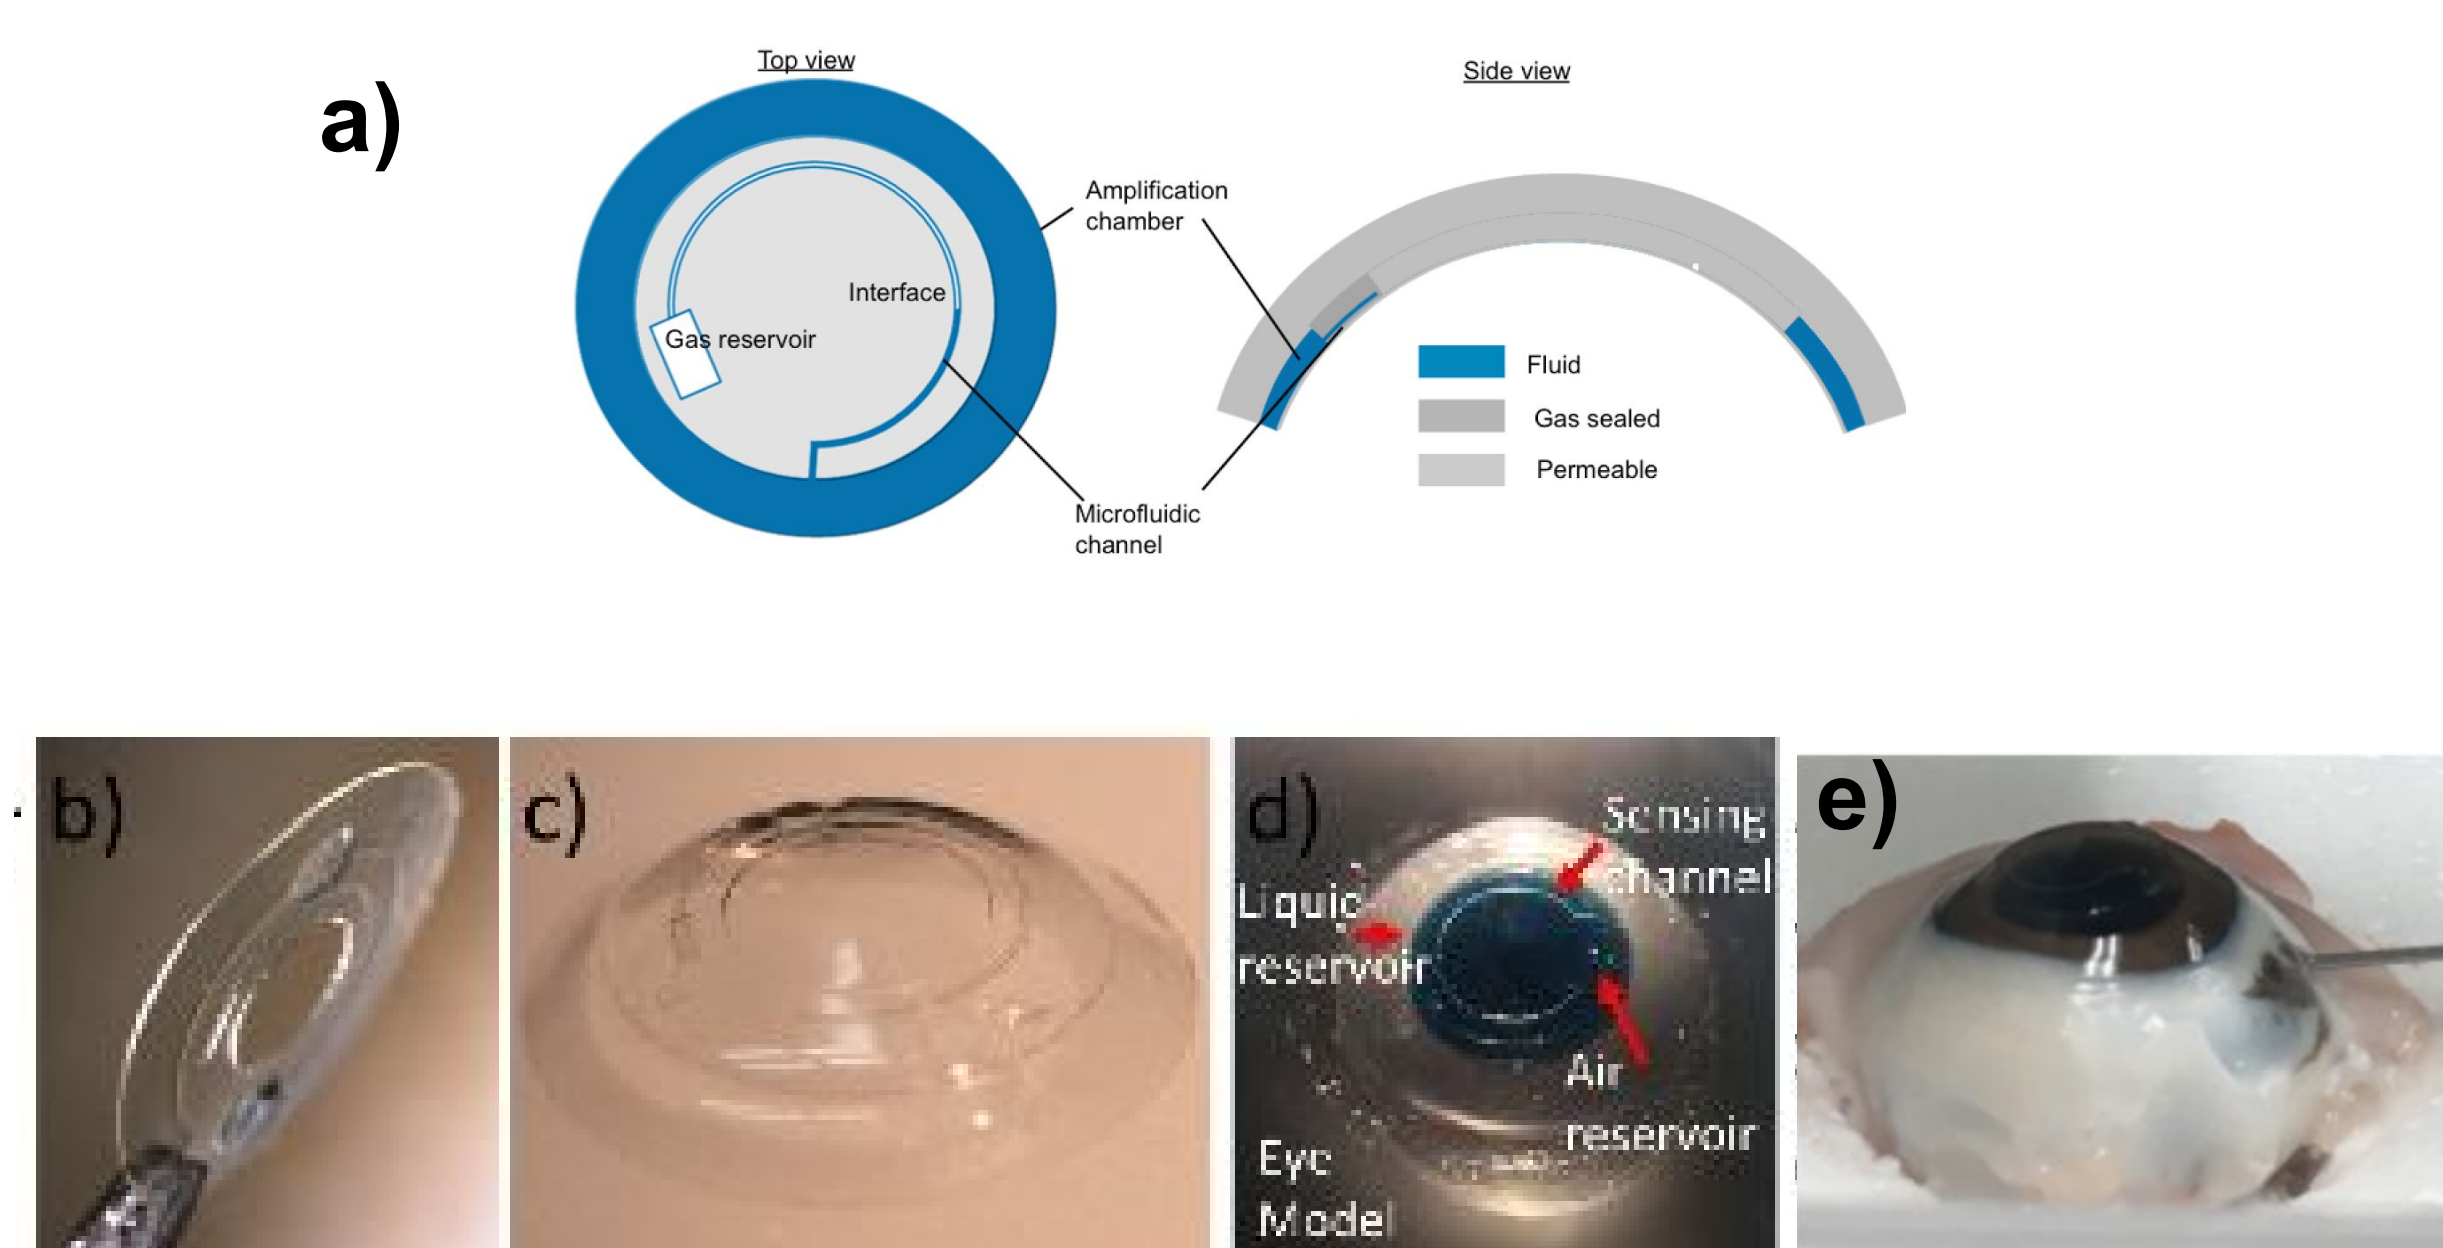 a)
Top view
Side view
Amplification
chamber
Interface
Gas reservoir
Fluid
Gas sealed
Permeable
Microfluidic
channel
b)
c)
d)
Sensing
channel
Liquid
reservoir
Air
reservoir
Eye
Model
e)